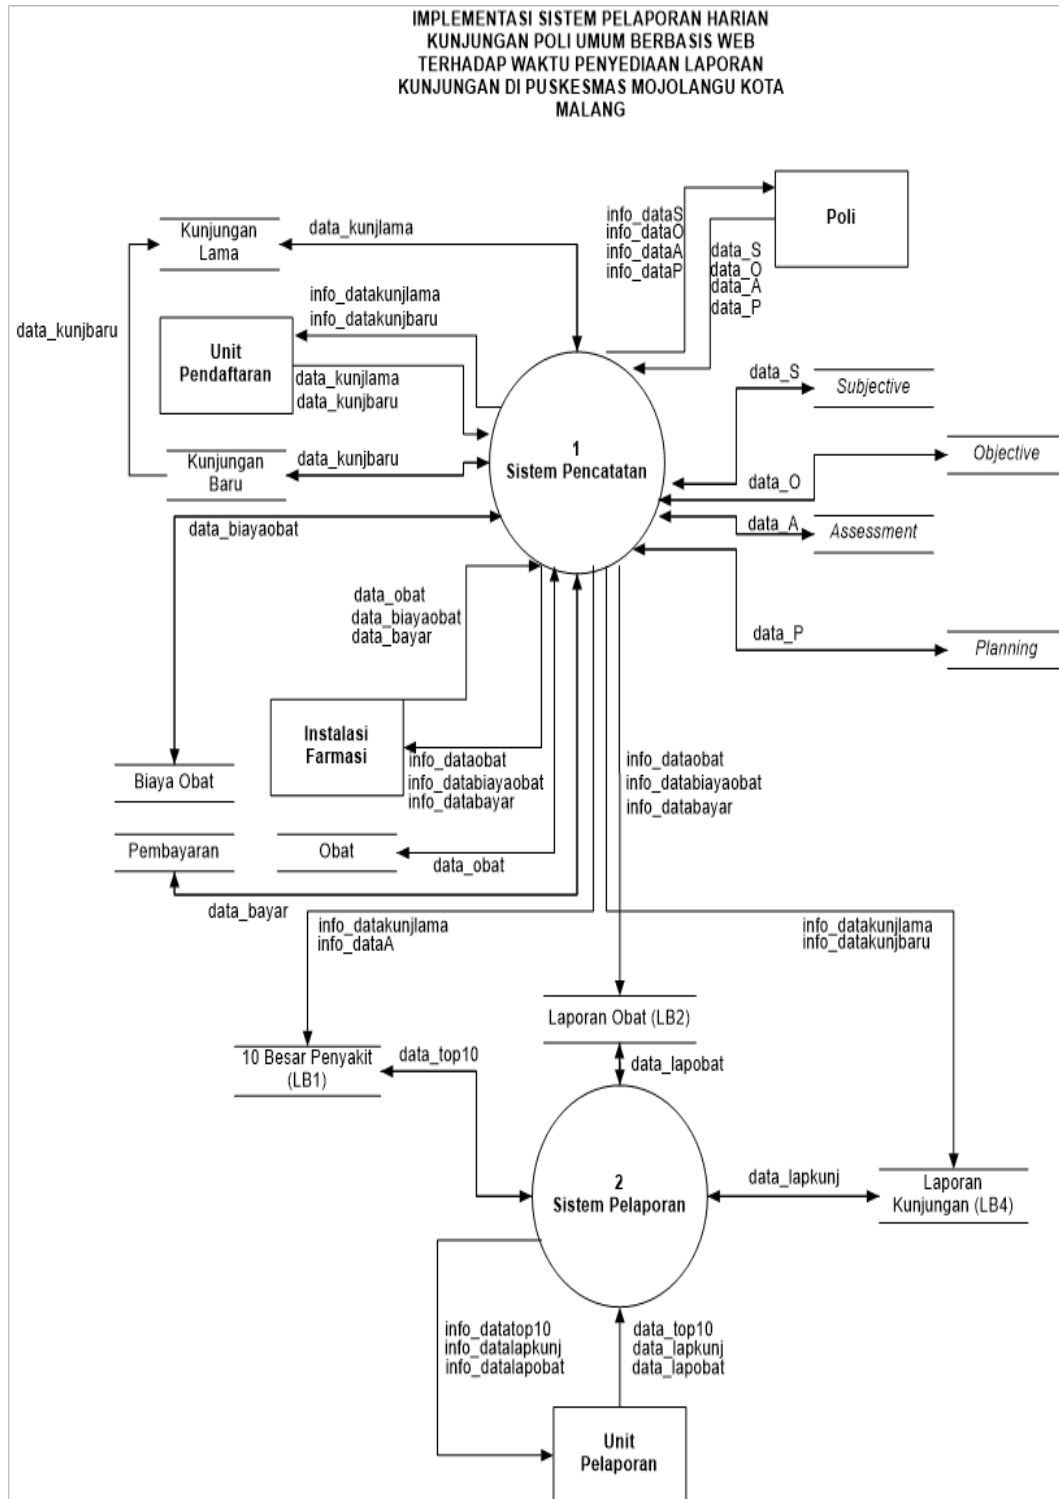 IMPLEMENTASI SISTEM PELAPORAN HARIAN
KUNJUNGAN POLI UMUM BERBASIS WEB
TERHADAP WAKTU PENYEDIAAN LAPORAN
KUNJUNGAN DI PUSKESMAS MOJOLANGU KOTA
MALANG
Poli
info_dataS
info_dataO
info_dataA
info_dataP
data_S
data_O
data_A
data_P
Kunjungan
Lama
data_kunjlama
info_datakunjlama
info_datakunjbaru
data_kunjbaru
Unit
Pendaftaran
data_kunjlama
data_kunjbaru
Kunjungan
Baru
data_kunjbaru
1
Sistem Pencatatan
data_S
Subjective
Objective
data_O
data_A
Assessment
data_P
Planning
data_biayaobat
data_obat
data_biayaobat
data_bayar
Instalasi
Farmasi
info_dataobat
info_databiayaobat
info_databayar
info_dataobat
info_databiayaobat
info_databayar
Biaya Obat
Pembayaran
Obat
data_obat
data_bayar
info_datakunjlama
info_dataA
info_datakunjlama
info_datakunjbaru
Laporan Obat (LB2)
10 Besar Penyakit
(LB1)
data_top10
data_lapobat
2
Sistem Pelaporan
data_lapkunj
Laporan
Kunjungan (LB4)
info_datatop10
info_datalapkunj
info_datalapobat
data_top10
data_lapkunj
data_lapobat
Unit
Pelaporan